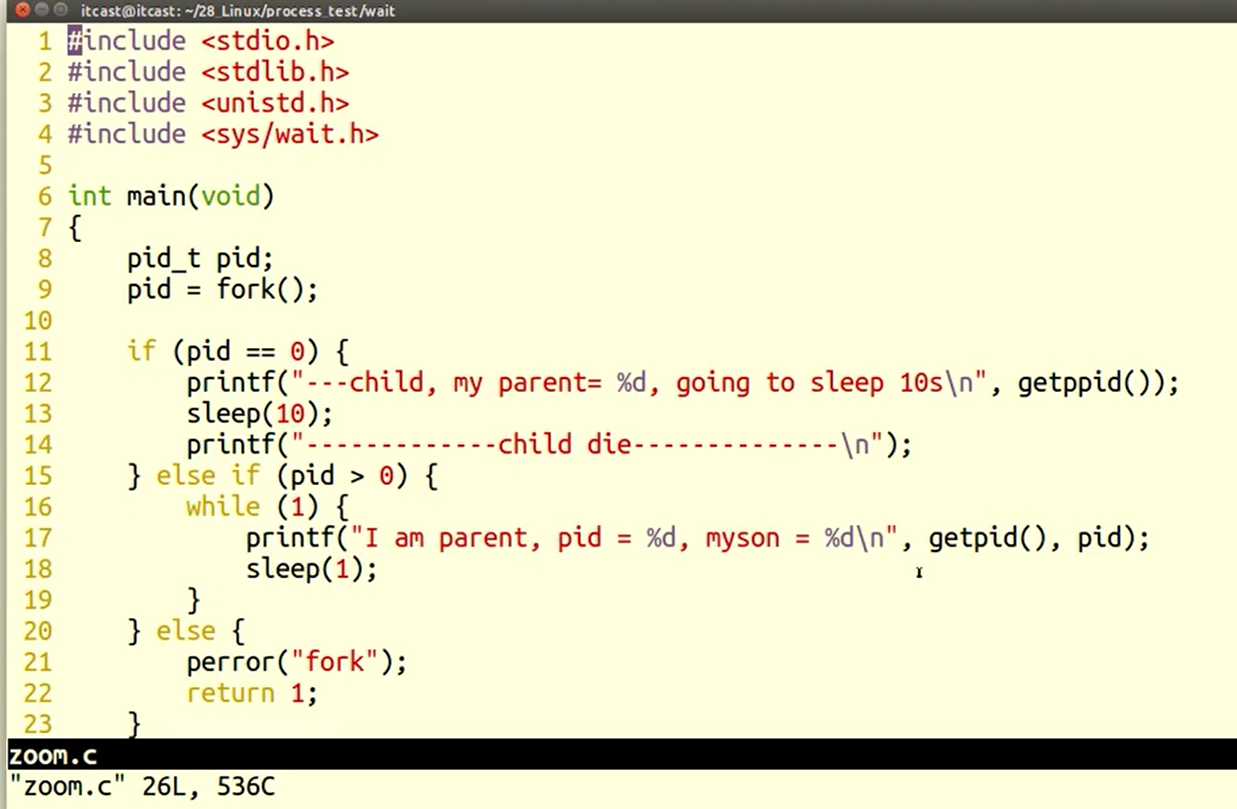 itcast@itcast: ~/28_Linux/process_test/wait
1 #include <stdio.h>
2 #include <stdlib.h>
3 #include <unistd.h>
4 #include <sys/wait.h>
5
6 int main(void)
7 {
8     pid_t pid;
9     pid = fork();
10
11     if (pid == 0) {
12         printf("---child, my parent= %d, going to sleep 10s\n", getppid());
13         sleep(10);
14         printf("-------------child die--------------\n");
15     } else if (pid > 0) {
16         while (1) {
17             printf("I am parent, pid = %d, myson = %d\n", getpid(), pid);
18             sleep(1);
19         }
20     } else {
21         perror("fork");
22         return 1;
23     }
zoom.c
"zoom.c" 26L, 536C